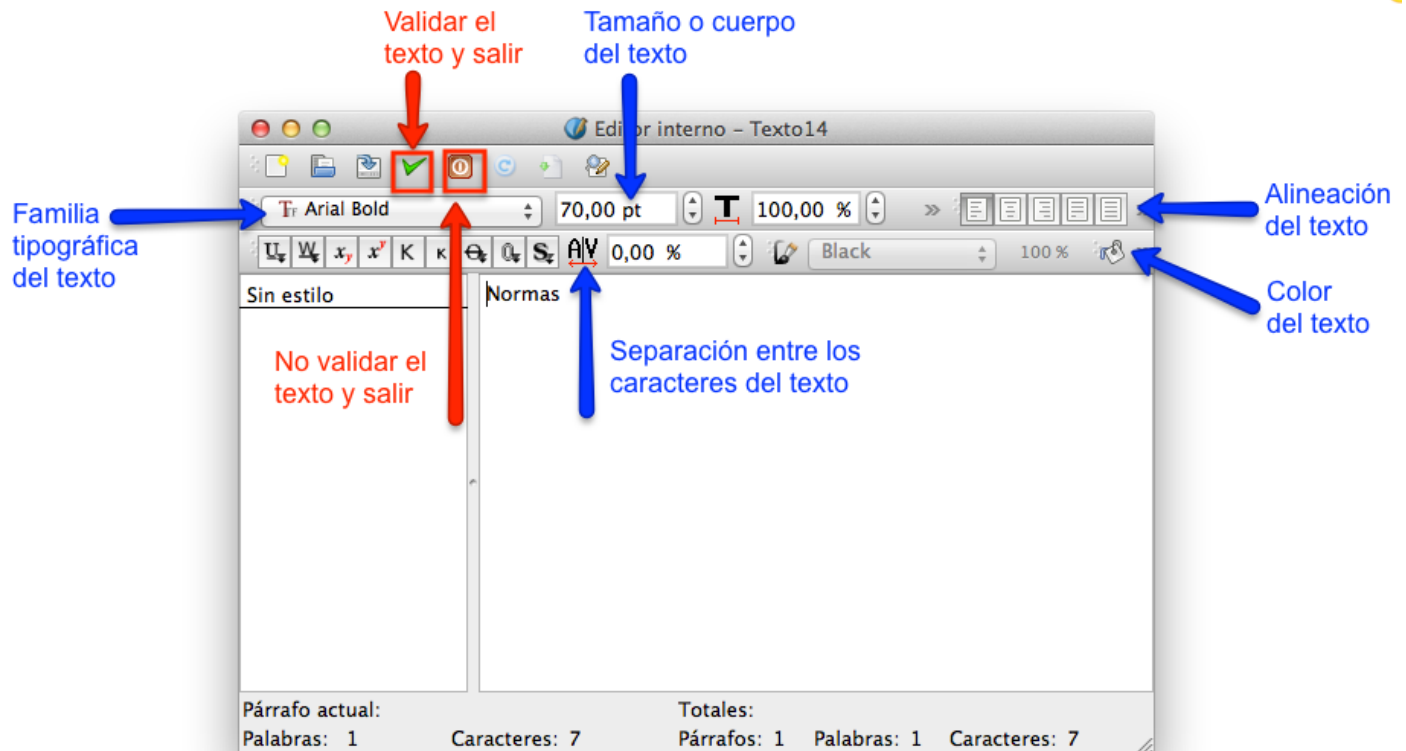 Validar el
texto y salir
Tamaño o cuerpo
del texto
Editor interno – Texto14
Familia
tipográfica
del texto
Arial Bold
70,00 pt
100,00 %
»
Alineación
del texto
U W x y x y K K O O S A|V 0,00 %
Black
100 %
Color
del texto
Sin estilo
Normas
No validar el
texto y salir
Separación entre los
caracteres del texto
Párrafo actual:
Totales:
Palabras: 1 Caracteres: 7
Párrafos: 1 Palabras: 1 Caracteres: 7